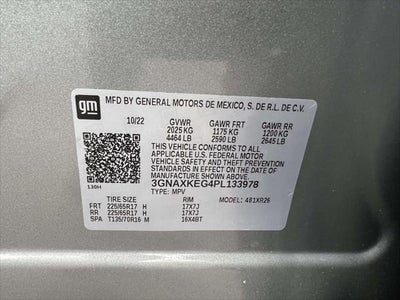 gm
MFD BY GENERAL MOTORS DE MEXICO, S. DE R.L. DE C.V.
10/22 GVWR GAWR FRT GAWR RR
2025 KG 1175 KG 1200 KG
4464 LB 2590 LB 2645 LB
THIS VEHICLE CONFORMS TO ALL
APPLICABLE U.S. FEDERAL MOTOR
VEHICLE SAFETY AND THEFT PREVENTION
STANDARDS IN EFFECT ON THE DATE OF
MANUFACTURE SHOWN ABOVE.
3GNAXKEG4PL133978
130H TYPE: MPV MODEL: 481XR26
TIRE SIZE RIM
FRT 225/65R17 H 17X7J
RR 225/65R17 H 17X7J
SPA T135/70R16 M 16X4BT